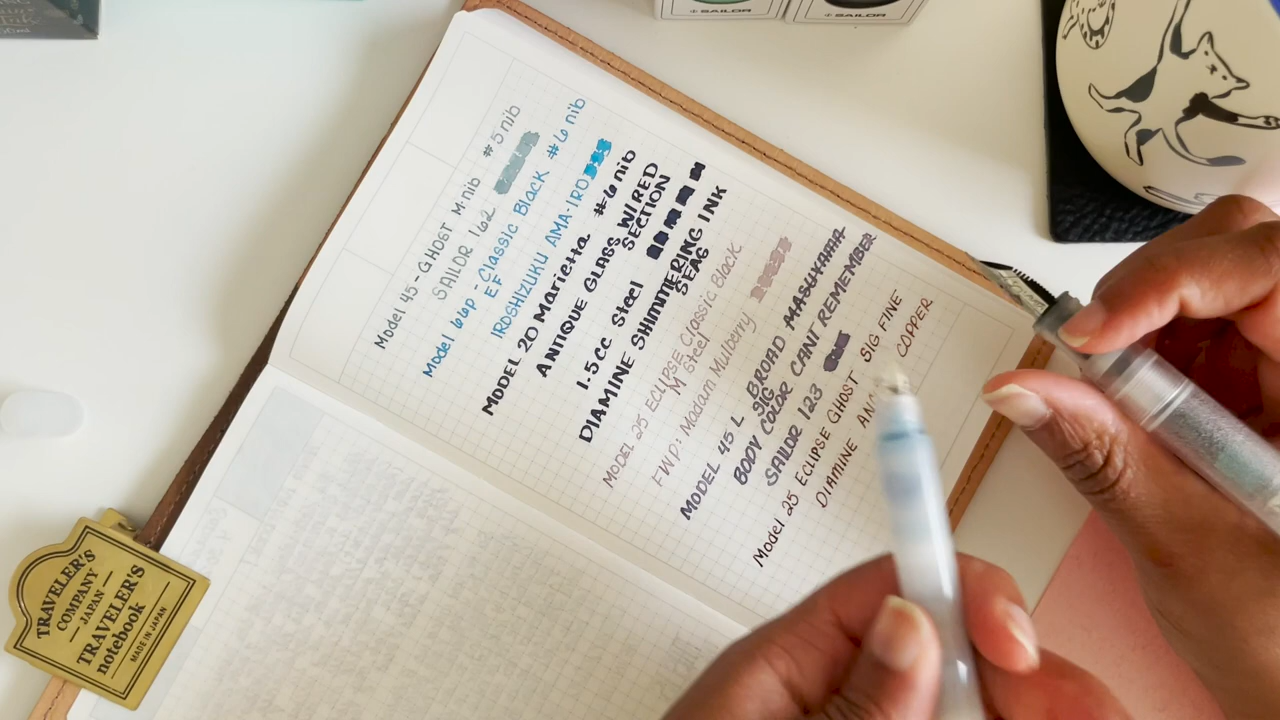 Ink
SAILOR
SAILOR
Model 45 - GHOST M-nib #5 nib
SAILOR 162
Model 66p - Classic Black #6 nib
EF
IROSHIZUKU AMA-IRO
MODEL 20 Marietta #6 nib
ANTIQUE GLASS WIRED
SECTION
1.5cc Steel
DIAMINE SHIMMERING INK
SEAG
MODEL 25 ECLIPSE Classic Black
M Steel
FWP: Madam Mulberry
MODEL 45 L BROAD
SIG
BODY COLOR CANT REMEMBER
SAILOR 123
Model 25 ECLIPSE GHOST SIG FINE
DIAMINE COPPER
TRAVELER'S
COMPANY
— JAPAN —
TRAVELER'S
notebook
MADE IN JAPAN